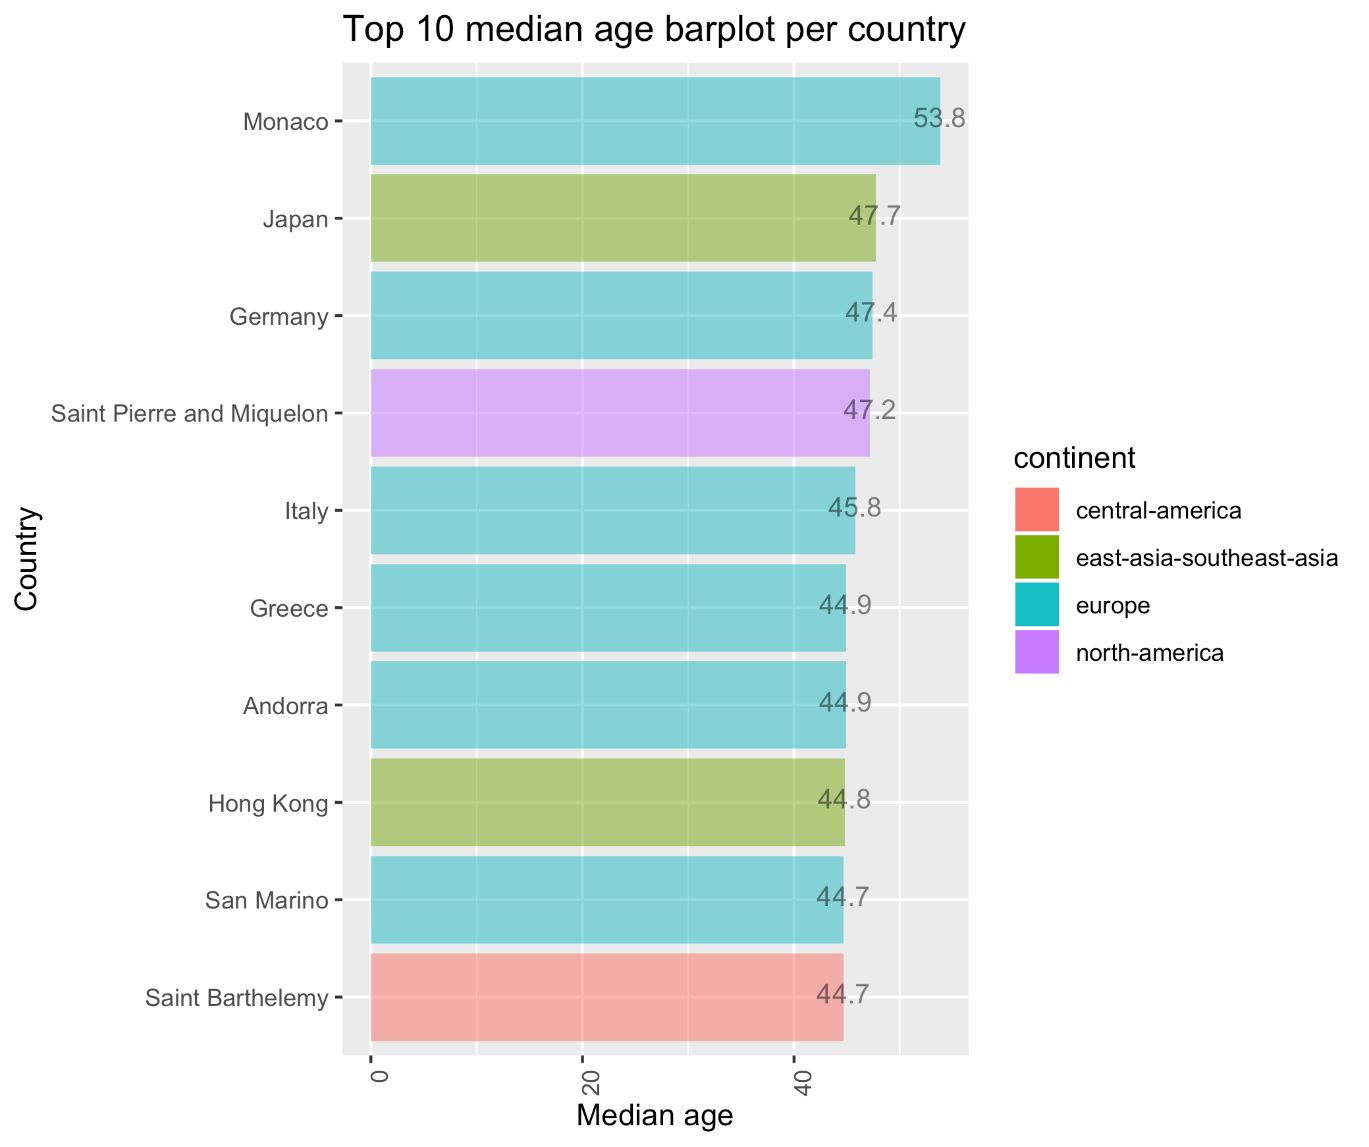 Top 10 median age barplot per country
Monaco
53.8
Japan
47.7
Germany
47.4
Saint Pierre and Miquelon
47.2
Italy
45.8
Greece
44.9
Andorra
44.9
Hong Kong
44.8
San Marino
44.7
Saint Barthelemy
44.7
0
20
40
Median age
Country
continent
central-america
east-asia-southeast-asia
europe
north-america